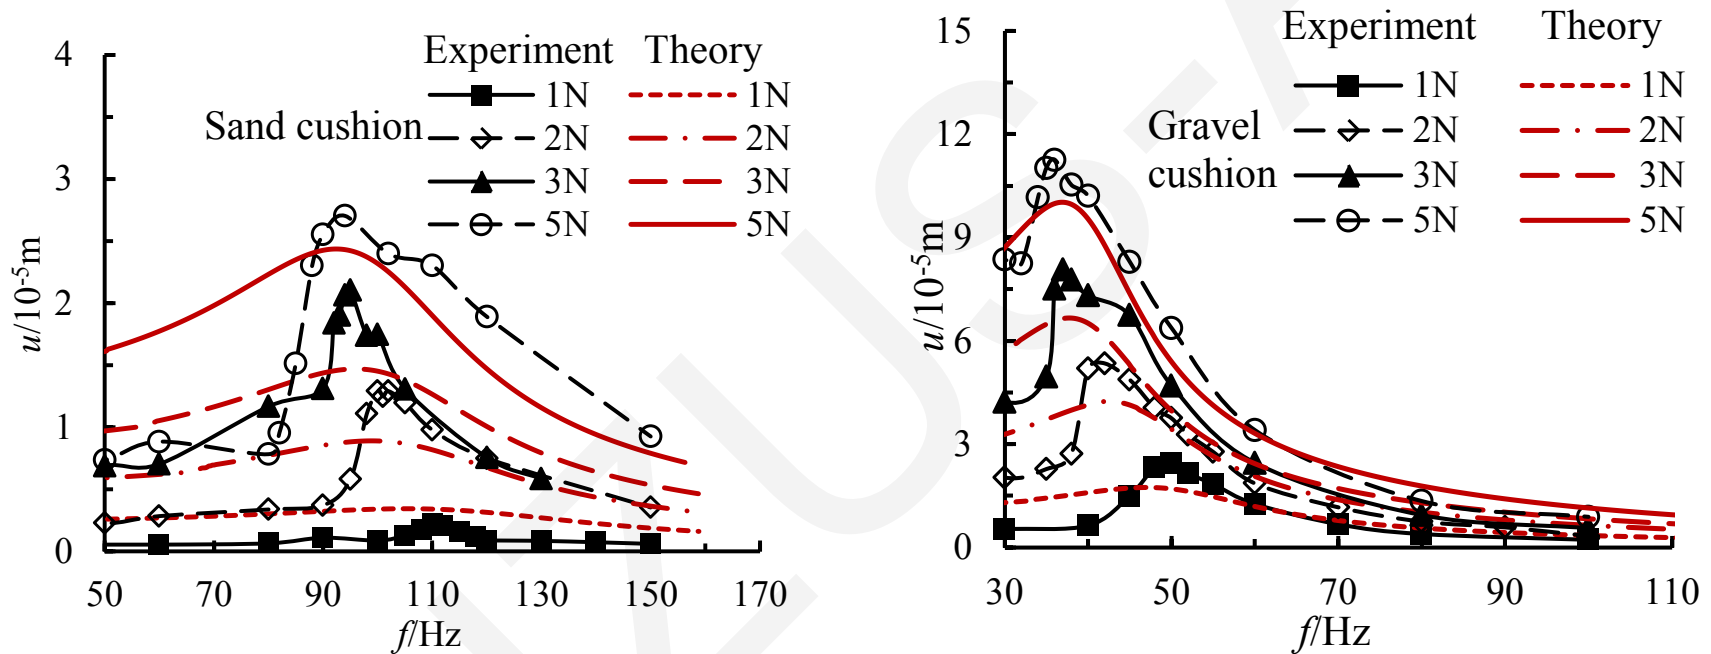 4
3
2
1
0
u/10⁻⁵m
50 70 90 110 130 150 170
f/Hz
Sand cushion
Experiment Theory
1N 1N
2N 2N
3N 3N
5N 5N
15
12
9
6
3
0
u/10⁻⁵m
30 50 70 90 110
f/Hz
Gravel
cushion
Experiment Theory
1N 1N
2N 2N
3N 3N
5N 5N